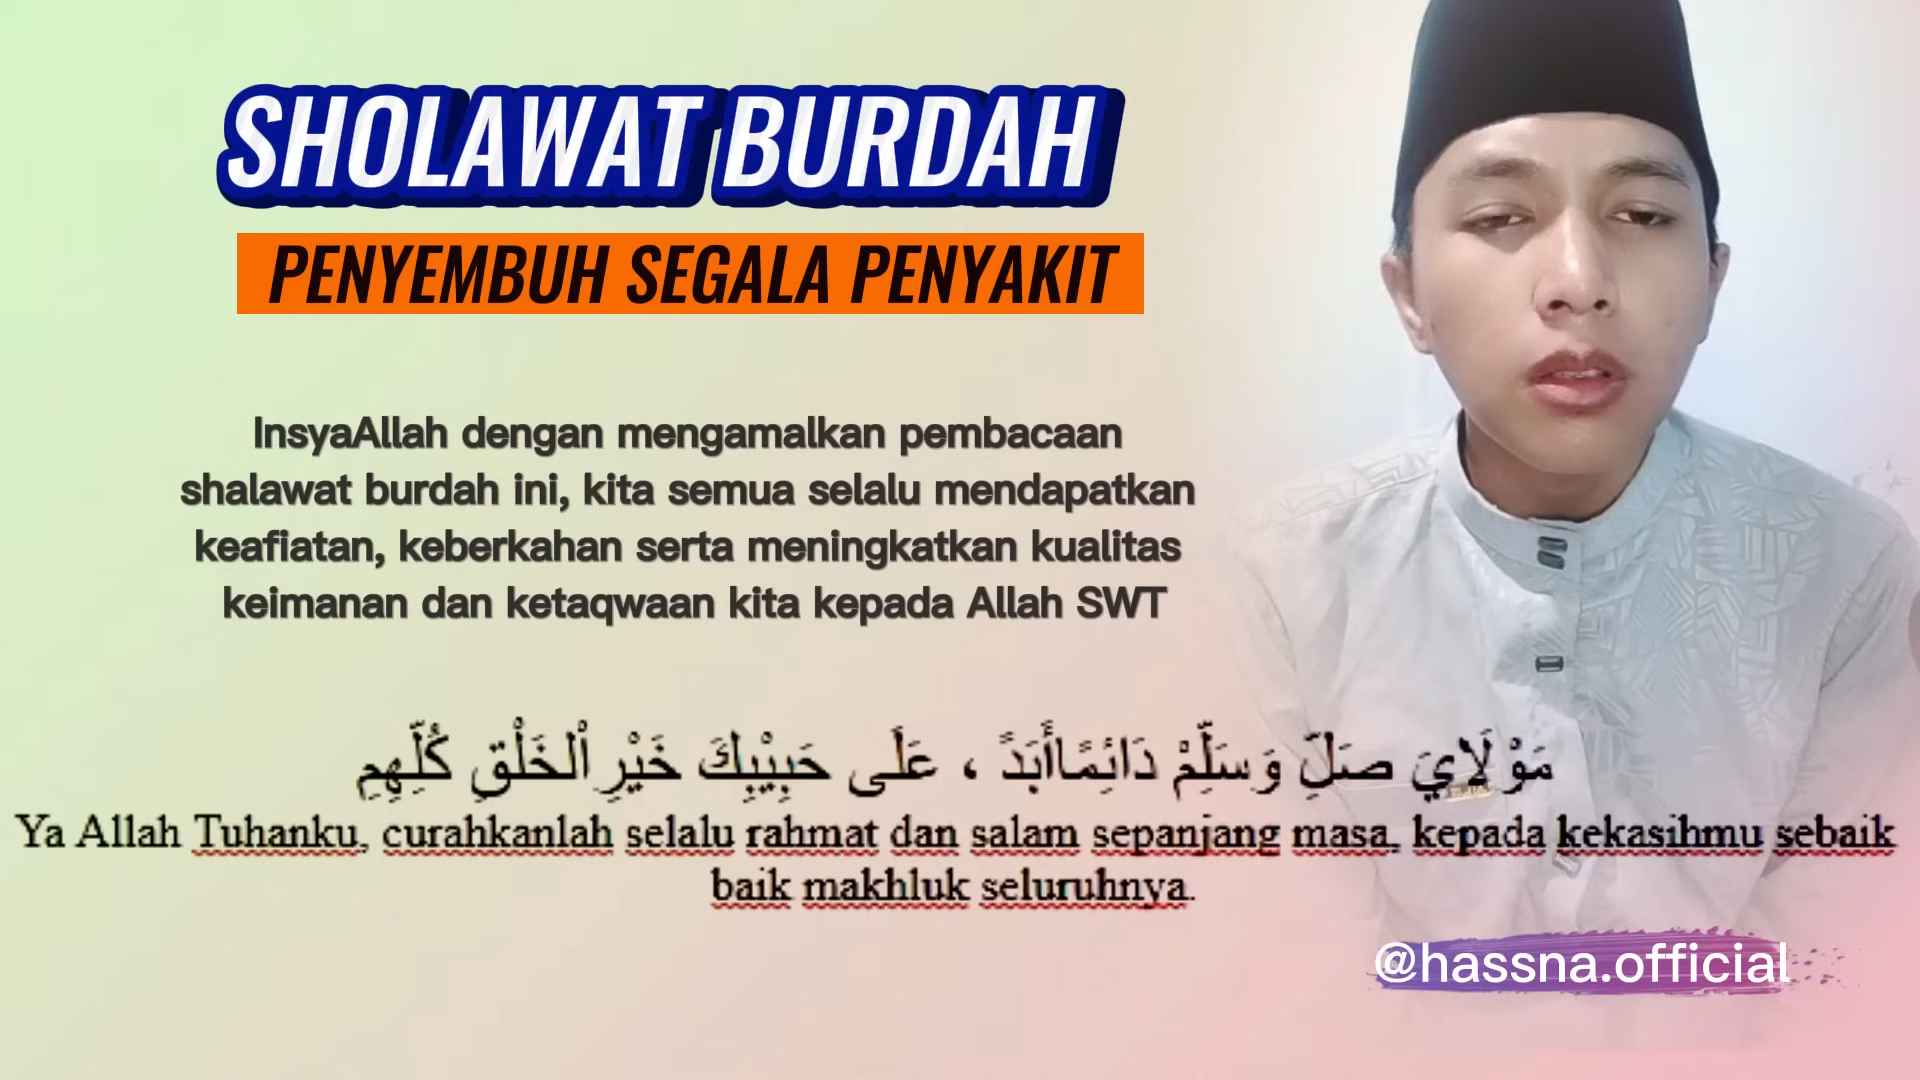 SHOLAWAT BURDAH
PENYEMBUH SEGALA PENYAKIT
InsyaAllah dengan mengamalkan pembacaan
shalawat burdah ini, kita semua selalu mendapatkan
keafiatan, keberkahan serta meningkatkan kualitas
keimanan dan ketaqwaan kita kepada Allah SWT
مَوْلَايَ صَلِّ وَسَلِّمْ دَائِمًاأَبَدً ، عَلَى حَبِيْبِكَ خَيْرِ اْلخَلْقِ كُلِّهِمِ
Ya Allah Tuhanku, curahkanlah selalu rahmat dan salam sepanjang masa, kepada kekasihmu sebaik
baik makhluk seluruhnya.
@hassna.official